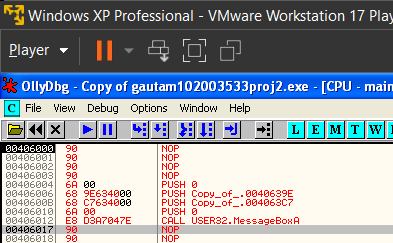 Windows XP Professional - VMware Workstation 17 Play
Player
OllyDbg - Copy of gautam102003533proj2.exe - [CPU - main
C File View Debug Options Window Help
L E M T W
00406000 90 NOP
00406001 90 NOP
00406002 90 NOP
00406003 90 NOP
00406004 6A 00 PUSH 0
00406006 68 9E634000 PUSH Copy_of_.0040639E
0040600B 68 C7634000 PUSH Copy_of_.004063C7
00406010 6A 00 PUSH 0
00406012 E8 D3A7047E CALL USER32.MessageBoxA
00406017 90 NOP
00406018 90 NOP